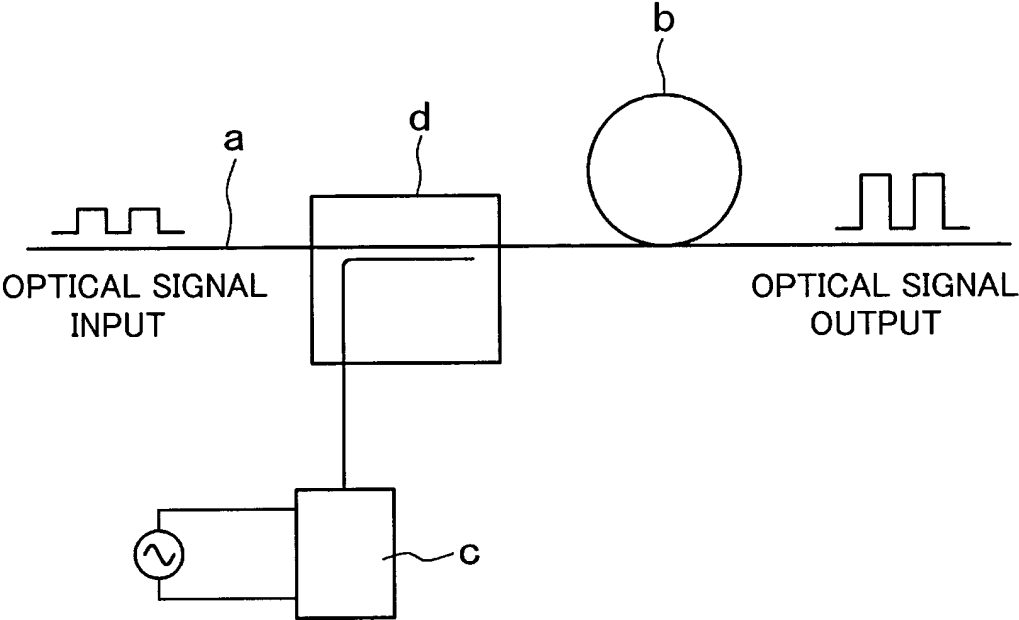 b
d
a
OPTICAL SIGNAL
INPUT
OPTICAL SIGNAL
OUTPUT
c